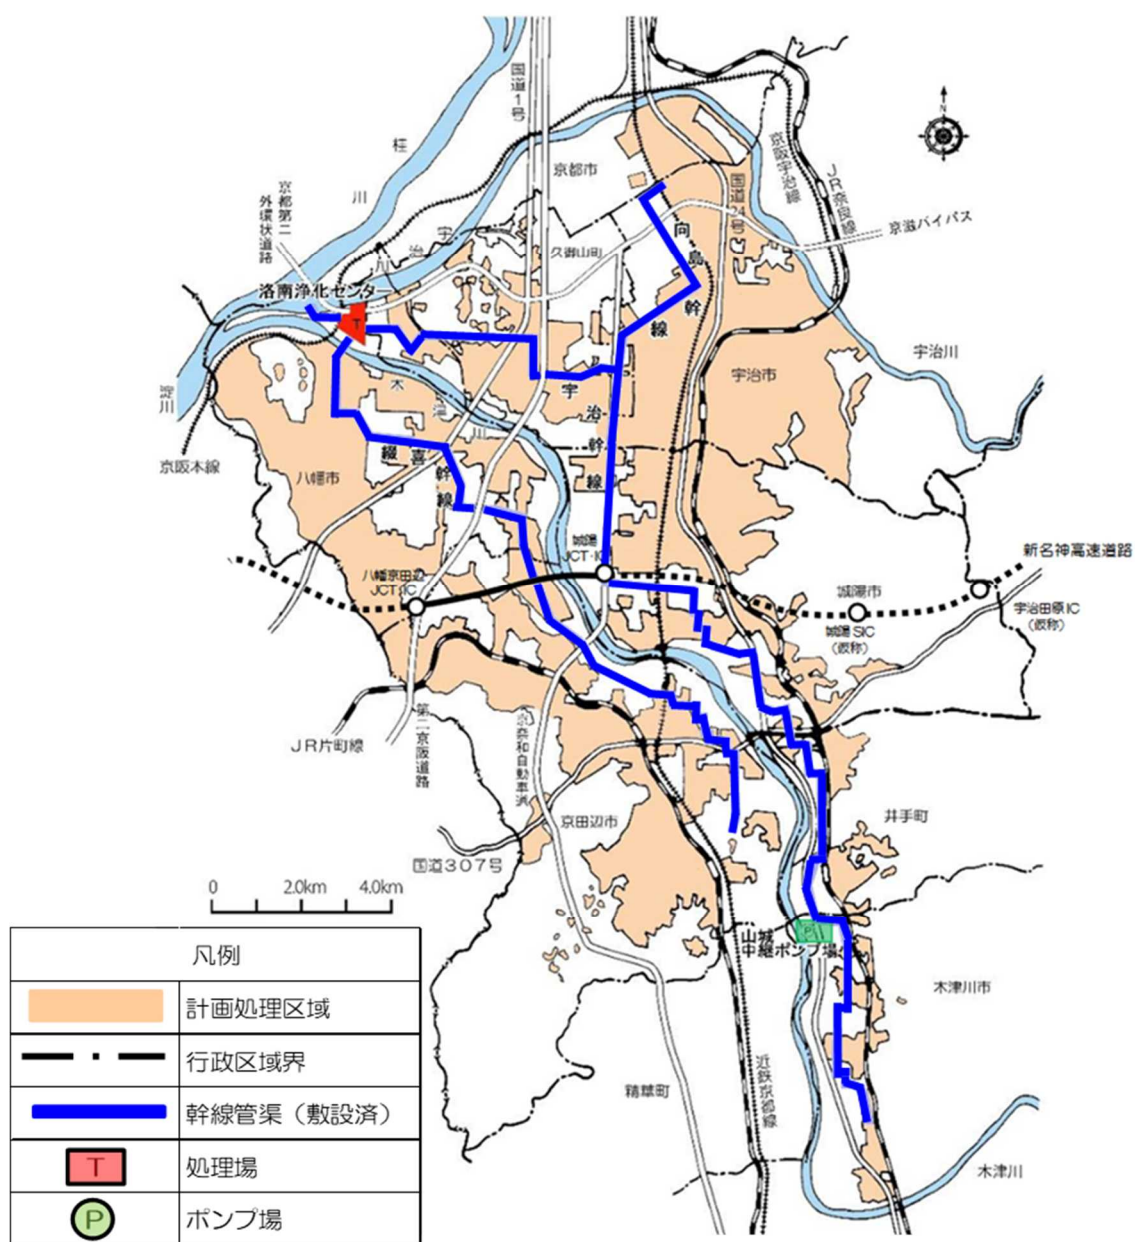 国道1号
桂
川
京都市
N
京阪宇治線
JR奈良線
国道24号
京滋バイパス
京都第二
外環状道路
宇
治
川
久御山町
向
島
幹
線
洛南浄化センター
T
宇治川
淀川
木
津
川
宇
治
幹
線
宇治市
京阪本線
八幡市
綴
喜
幹
線
城陽
JCT・IC
新名神高速道路
八幡京田辺
JCT・IC
城陽市
城陽SIC
(仮称)
宇治田原IC
(仮称)
JR片町線
第二京阪道路
京奈和自動車道
京田辺市
井手町
国道307号
0
2.0km
4.0km
P
山城
中継ポンプ場
木津川市
精華町
近鉄京都線
木津川
凡例
計画処理区域
行政区域界
幹線管渠(敷設済)
T
処理場
P
ポンプ場